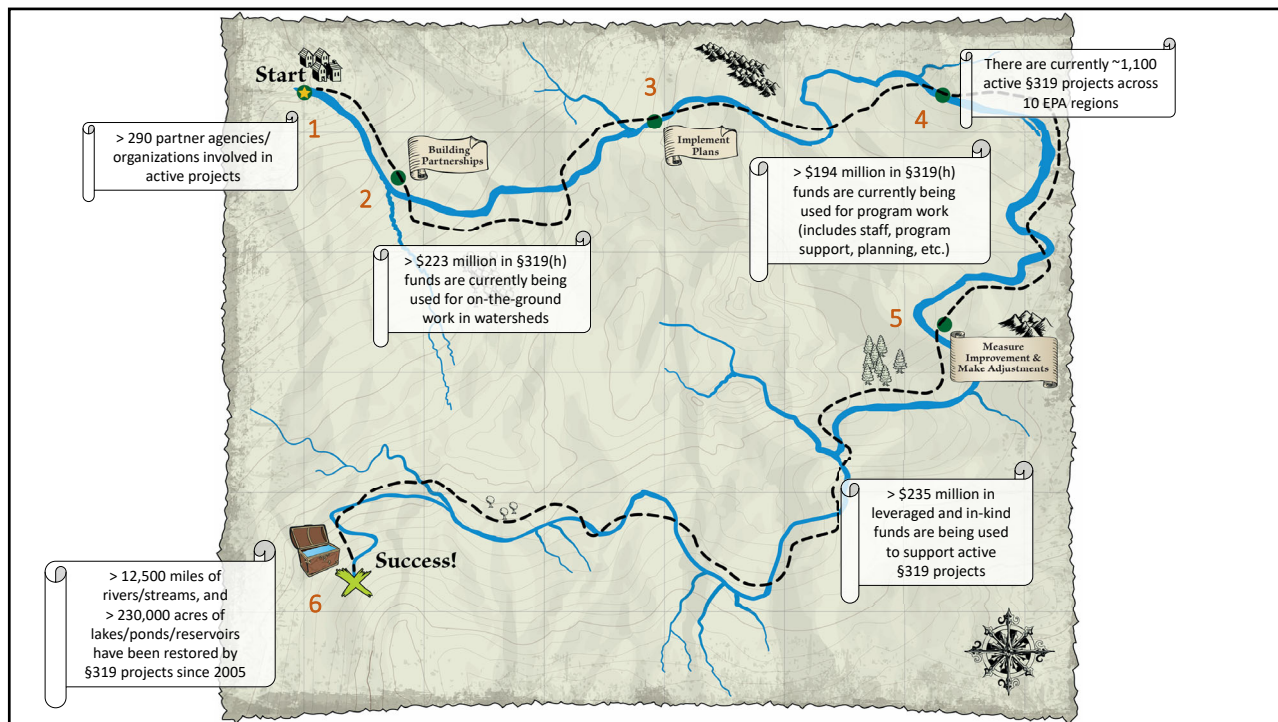 Start
1
> 290 partner agencies/
organizations involved in
active projects
Building
Partnerships
2
> $223 million in §319(h)
funds are currently being
used for on-the-ground
work in watersheds
3
Implement
Plans
> $194 million in §319(h)
funds are currently being
used for program work
(includes staff, program
support, planning, etc.)
There are currently ~1,100
active §319 projects across
10 EPA regions
4
5
Measure
Improvement &
Make Adjustments
> $235 million in
leveraged and in-kind
funds are being used
to support active
§319 projects
Success!
6
> 12,500 miles of
rivers/streams, and
> 230,000 acres of
lakes/ponds/reservoirs
have been restored by
§319 projects since 2005